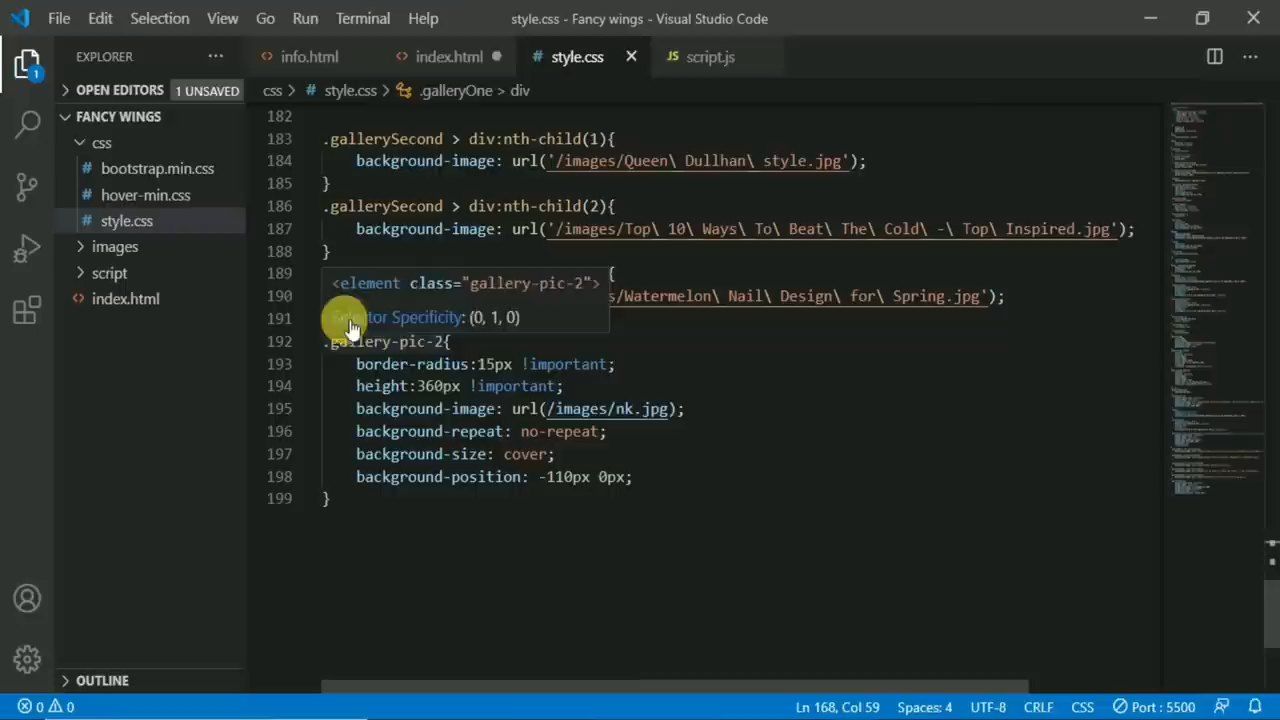 File Edit Selection View Go Run Terminal Help style.css - Fancy wings - Visual Studio Code
EXPLORER ··· <> info.html <> index.html # style.css JS script.js ···
OPEN EDITORS 1 UNSAVED
css > # style.css > .galleryOne > div
FANCY WINGS
css
# bootstrap.min.css
# hover-min.css
# style.css
images
script
<> index.html
1
182
183 .gallerySecond > div:nth-child(1){
184 background-image: url('/images/Queen\ Dullhan\ style.jpg');
185 }
186 .gallerySecond > div:nth-child(2){
187 background-image: url('/images/Top\ 10\ Ways\ To\ Beat\ The\ Cold\ -\ Top\ Inspired.jpg');
188 }
189 {
<element class="gallery-pic-2">
190 s/Watermelon\ Nail\ Design\ for\ Spring.jpg');
191 Selector Specificity: (0, 1, 0)
192 .gallery-pic-2{
193 border-radius:15px !important;
194 height:360px !important;
195 background-image: url(/images/nk.jpg);
196 background-repeat: no-repeat;
197 background-size: cover;
198 background-position: -110px 0px;
199 }
OUTLINE
0 0 Ln 168, Col 59 Spaces: 4 UTF-8 CRLF CSS Port : 5500